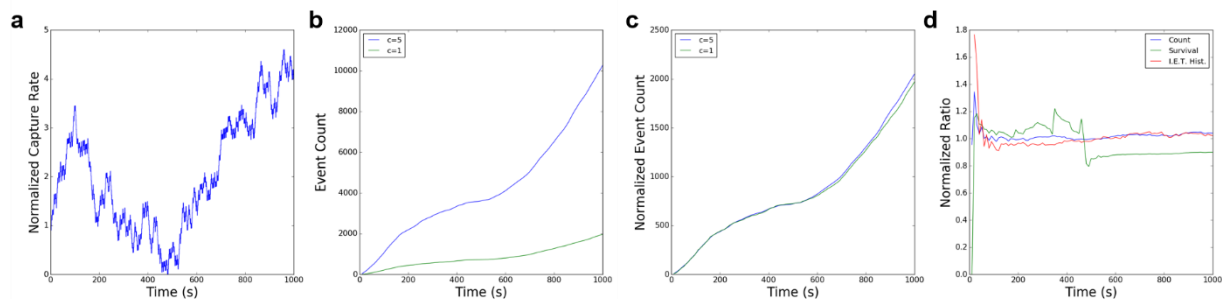 a
Normalized Capture Rate
5
4
3
2
1
0
0 200 400 600 800 1000
Time (s)
b
Event Count
12000
10000
8000
6000
4000
2000
0
c=5
c=1
0 200 400 600 800 1000
Time (s)
c
Normalized Event Count
2500
2000
1500
1000
500
0
c=5
c=1
0 200 400 600 800 1000
Time (s)
d
Normalized Ratio
1.8
1.6
1.4
1.2
1.0
0.8
0.6
0.4
0.2
0.0
Count
Survival
I.E.T. Hist.
0 200 400 600 800 1000
Time (s)